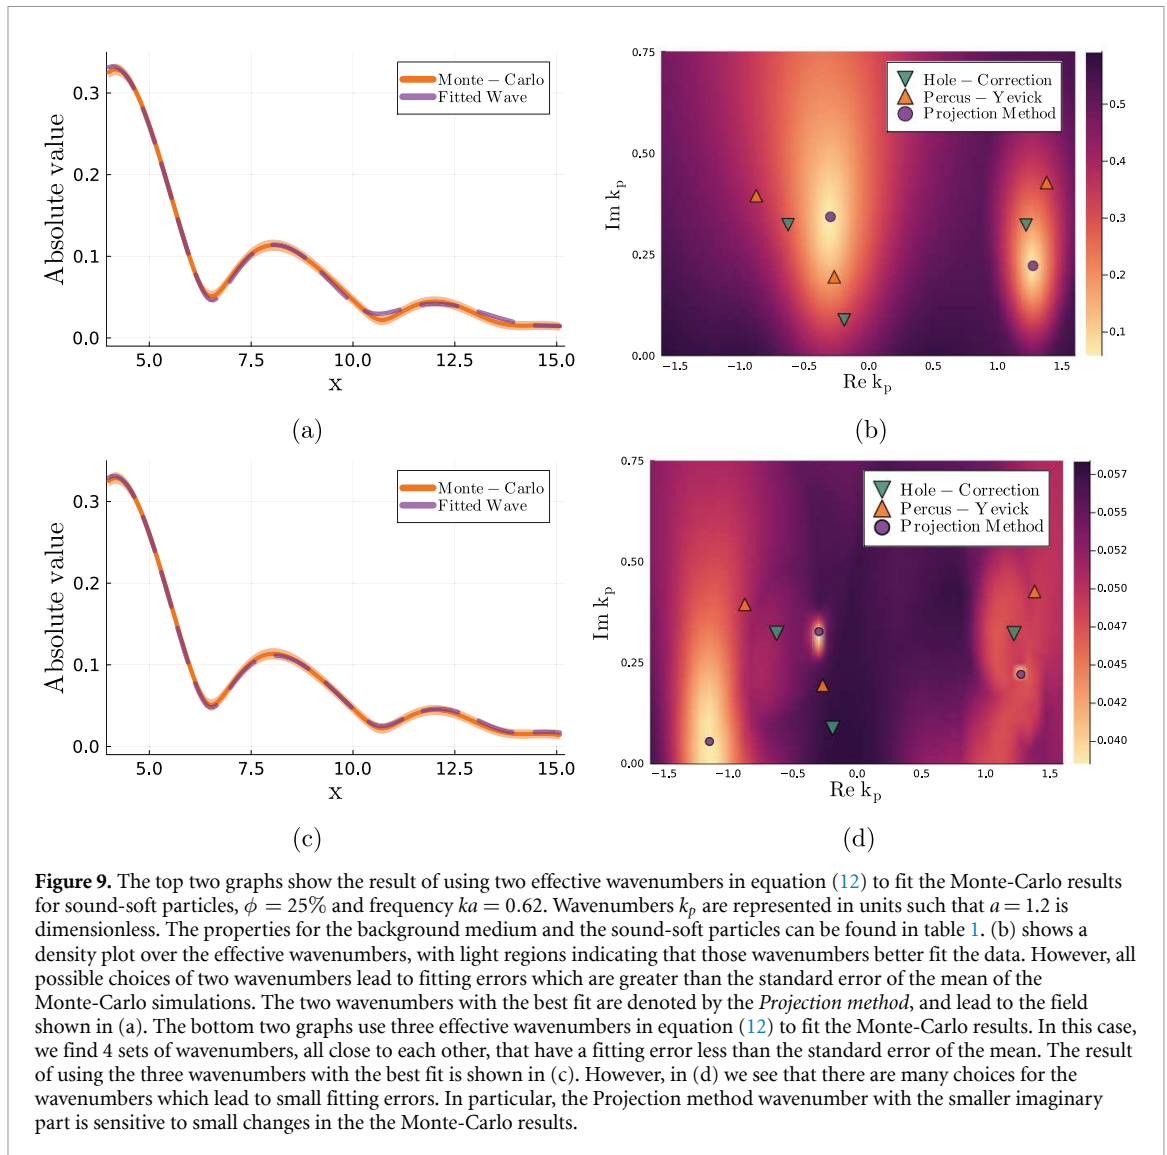 0.3
0.2
0.1
0.0
Absolute value
Monte − Carlo
Fitted Wave
5.0 7.5 10.0 12.5 15.0
x
(a)
0.75
0.50
0.25
0.00
Im kp
Hole − Correction
Percus − Yevick
Projection Method
−1.5 −1.0 −0.5 0.0 0.5 1.0 1.5
Re kp
0.5
0.4
0.3
0.2
0.1
(b)
0.3
0.2
0.1
0.0
Absolute value
Monte − Carlo
Fitted Wave
5.0 7.5 10.0 12.5 15.0
x
(c)
0.75
0.50
0.25
0.00
Im kp
Hole − Correction
Percus − Yevick
Projection Method
−1.5 −1.0 −0.5 0.0 0.5 1.0 1.5
Re kp
0.057
0.055
0.052
0.050
0.047
0.045
0.042
0.040
(d)
Figure 9. The top two graphs show the result of using two effective wavenumbers in equation (12) to fit the Monte-Carlo results
for sound-soft particles, ϕ = 25% and frequency ka = 0.62. Wavenumbers kp are represented in units such that a = 1.2 is
dimensionless. The properties for the background medium and the sound-soft particles can be found in table 1. (b) shows a
density plot over the effective wavenumbers, with light regions indicating that those wavenumbers better fit the data. However, all
possible choices of two wavenumbers lead to fitting errors which are greater than the standard error of the mean of the
Monte-Carlo simulations. The two wavenumbers with the best fit are denoted by the Projection method, and lead to the field
shown in (a). The bottom two graphs use three effective wavenumbers in equation (12) to fit the Monte-Carlo results. In this case,
we find 4 sets of wavenumbers, all close to each other, that have a fitting error less than the standard error of the mean. The result
of using the three wavenumbers with the best fit is shown in (c). However, in (d) we see that there are many choices for the
wavenumbers which lead to small fitting errors. In particular, the Projection method wavenumber with the smaller imaginary
part is sensitive to small changes in the the Monte-Carlo results.